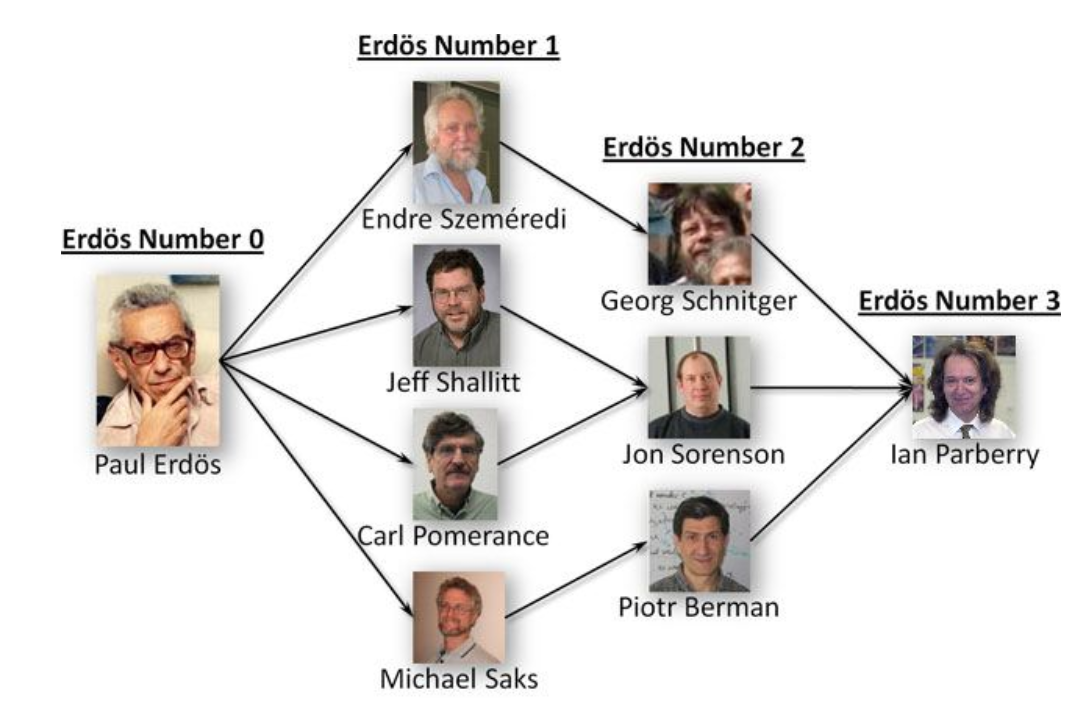 Erdös Number 1
Endre Szeméredi
Jeff Shallitt
Carl Pomerance
Michael Saks
Erdös Number 0
Paul Erdös
Erdös Number 2
Georg Schnitger
Jon Sorenson
Piotr Berman
Erdös Number 3
Ian Parberry